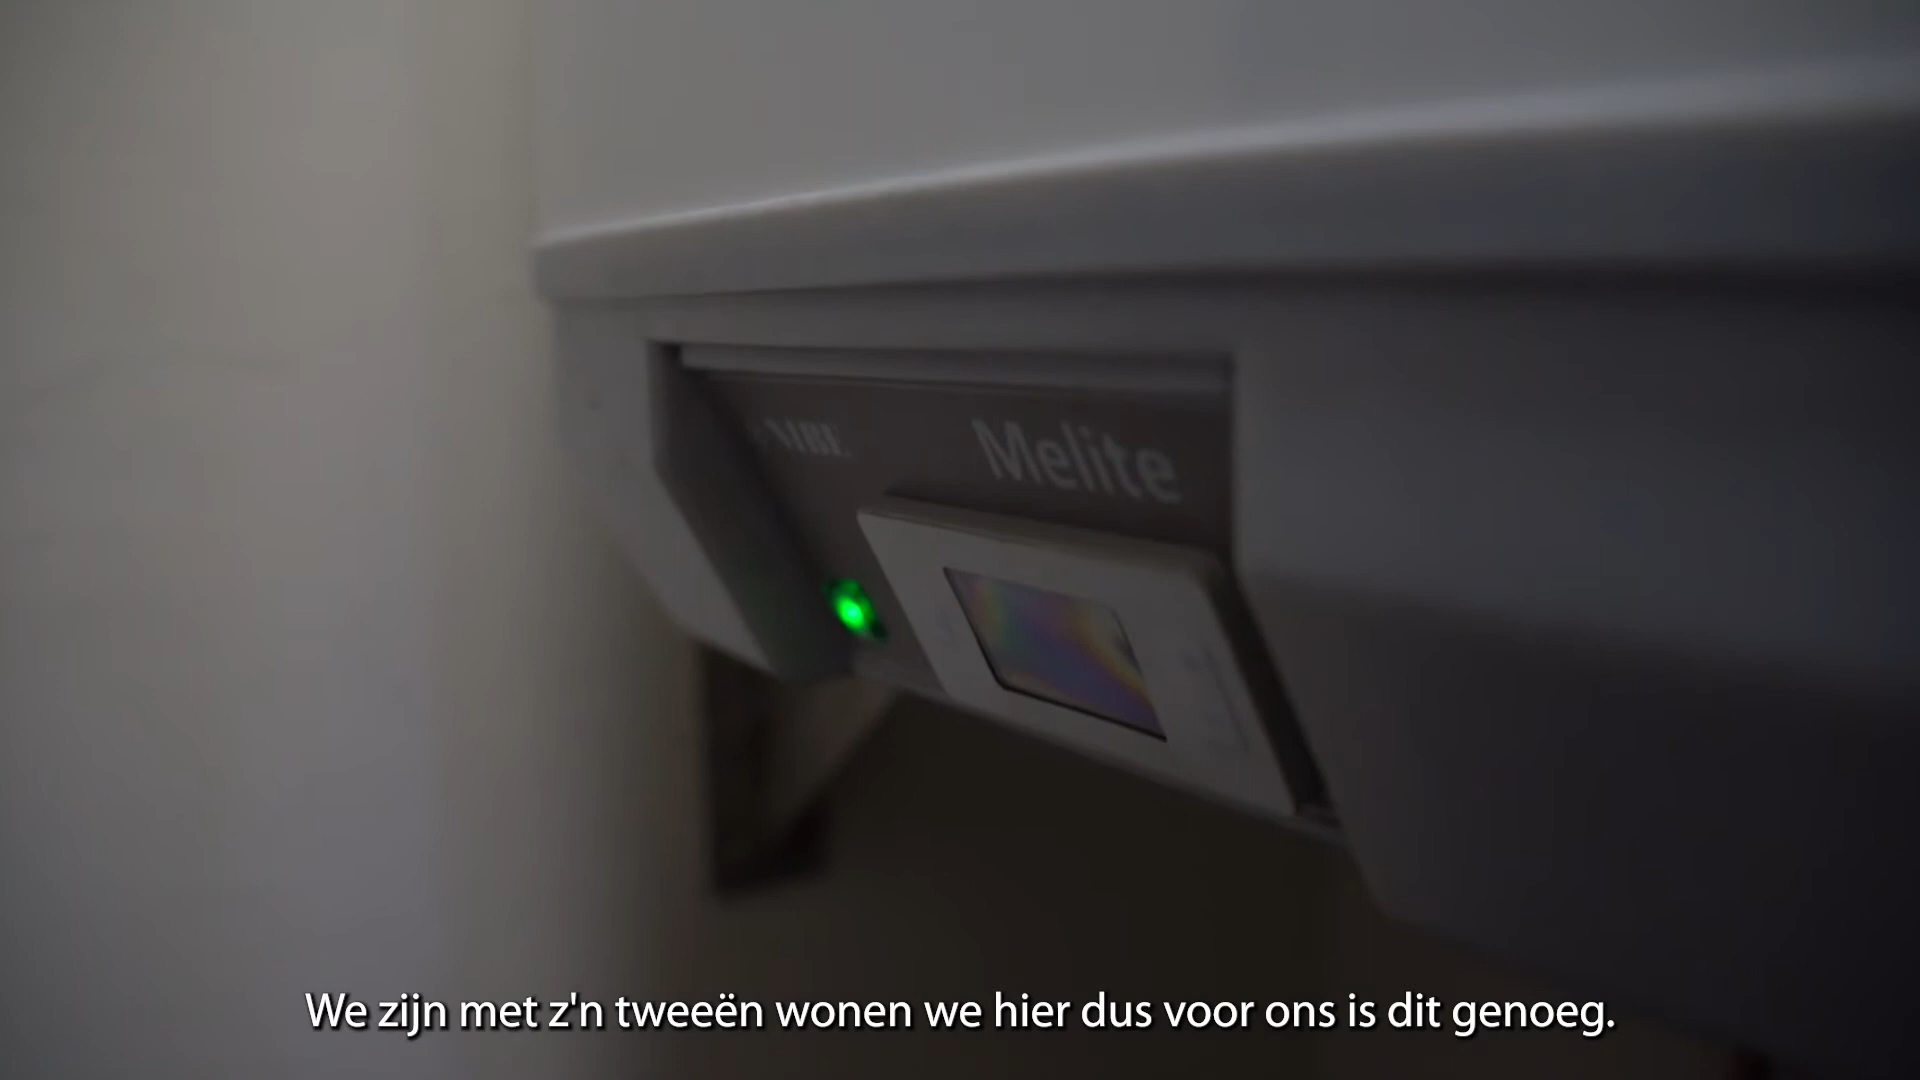 Melite
We zijn met z'n tweeën wonen we hier dus voor ons is dit genoeg.